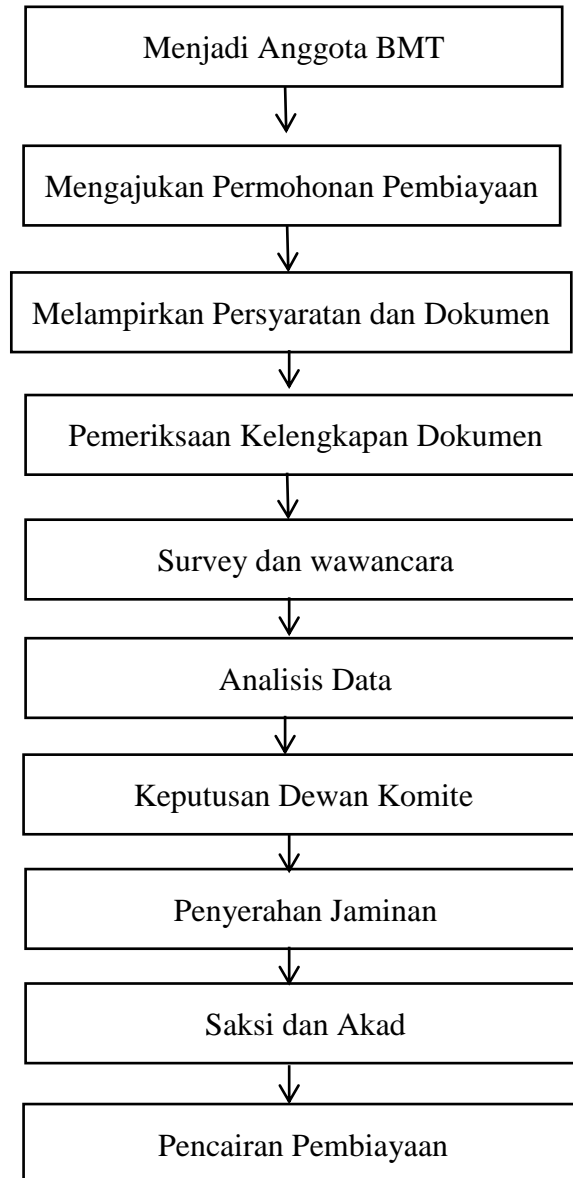 Menjadi Anggota BMT
Mengajukan Permohonan Pembiayaan
Melampirkan Persyaratan dan Dokumen
Pemeriksaan Kelengkapan Dokumen
Survey dan wawancara
Analisis Data
Keputusan Dewan Komite
Penyerahan Jaminan
Saksi dan Akad
Pencairan Pembiayaan